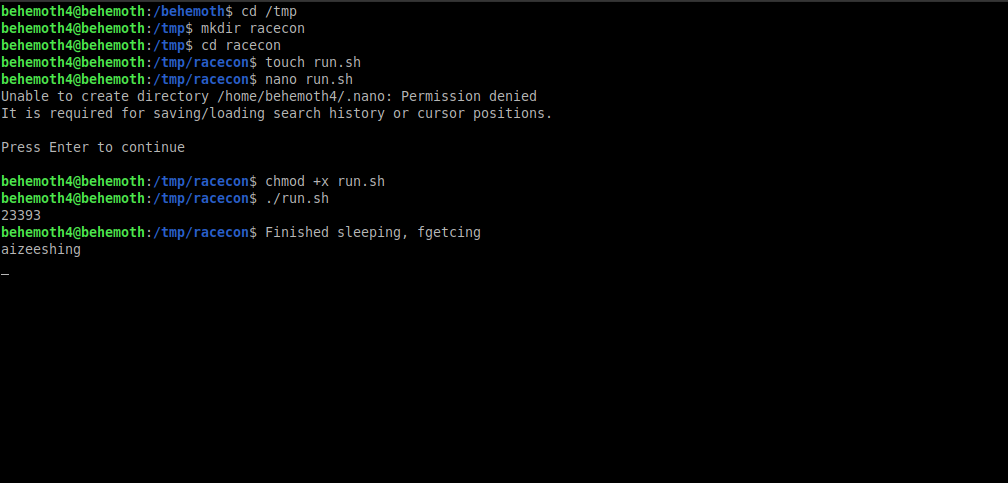 behemoth4@behemoth:/behemoth$ cd /tmp
behemoth4@behemoth:/tmp$ mkdir racecon
behemoth4@behemoth:/tmp$ cd racecon
behemoth4@behemoth:/tmp/racecon$ touch run.sh
behemoth4@behemoth:/tmp/racecon$ nano run.sh
Unable to create directory /home/behemoth4/.nano: Permission denied
It is required for saving/loading search history or cursor positions.
Press Enter to continue
behemoth4@behemoth:/tmp/racecon$ chmod +x run.sh
behemoth4@behemoth:/tmp/racecon$ ./run.sh
23393
behemoth4@behemoth:/tmp/racecon$ Finished sleeping, fgetcing
aizeeshing
_